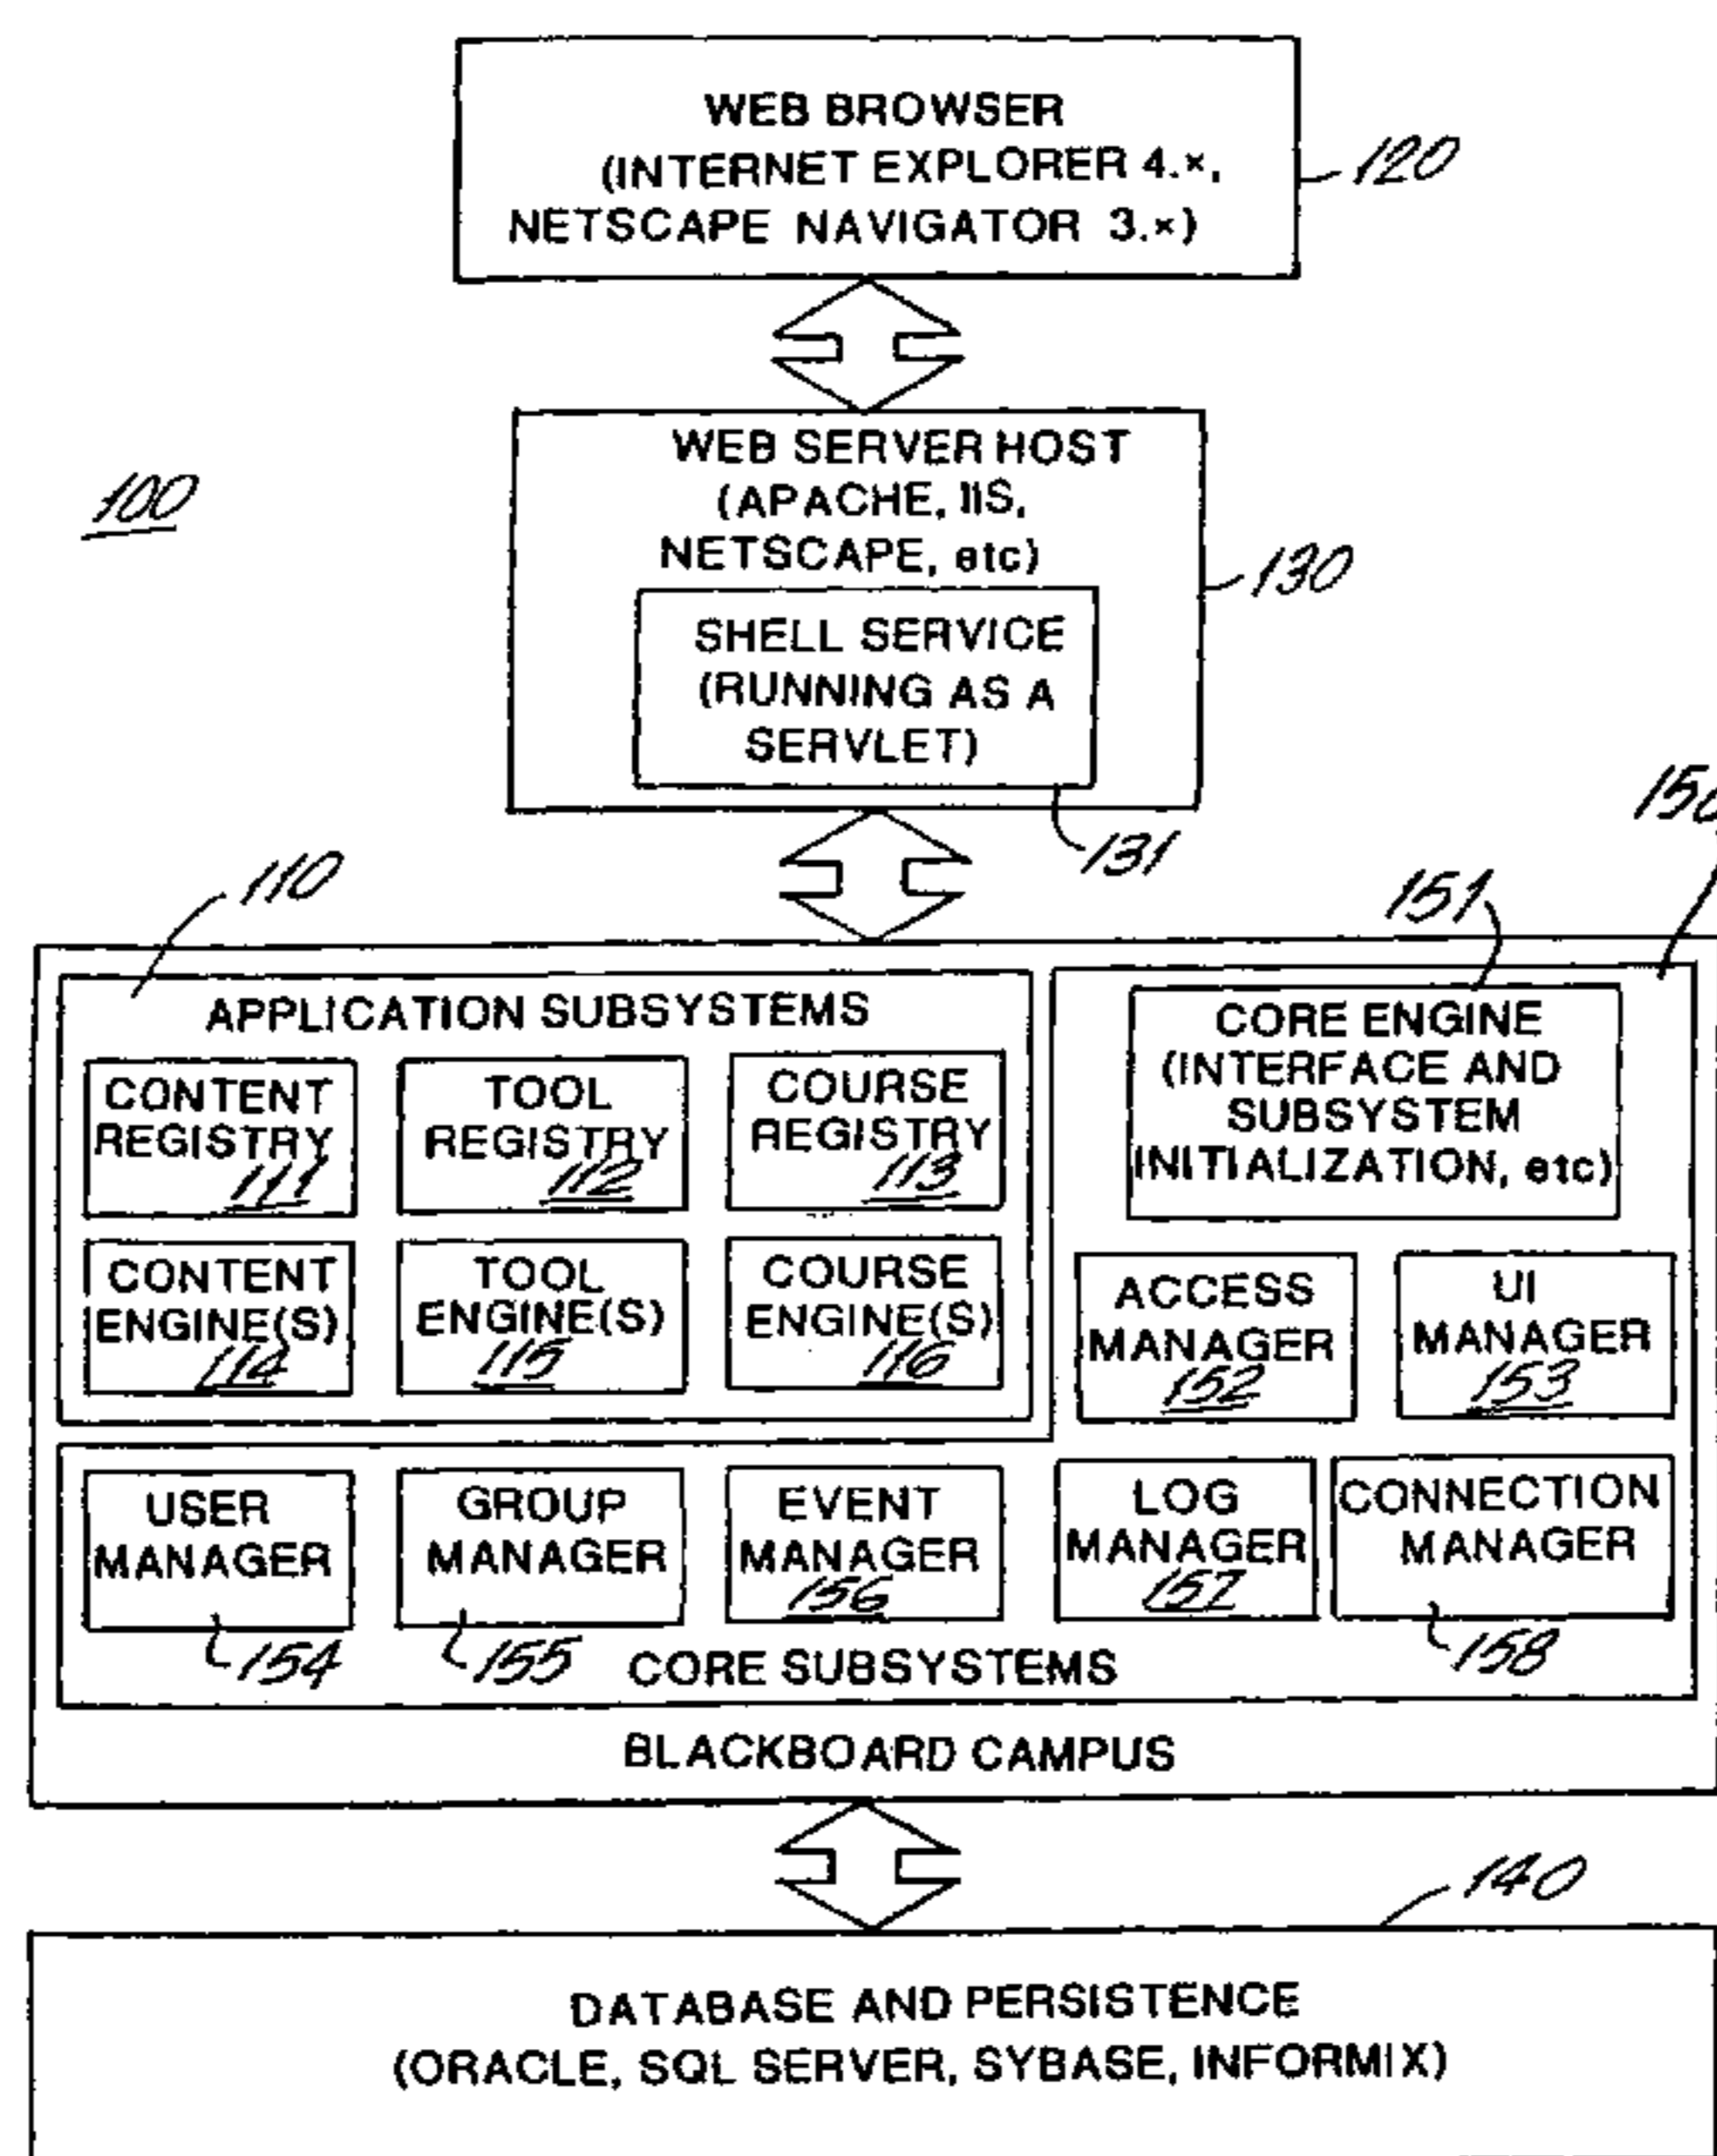 WEB BROWSER
(INTERNET EXPLORER 4.×,
NETSCAPE NAVIGATOR 3.×)
120
WEB SERVER HOST
(APACHE, IIS,
NETSCAPE, etc)
100
130
SHELL SERVICE
(RUNNING AS A
SERVLET)
131
110
151
APPLICATION SUBSYSTEMS
CONTENT
REGISTRY
111
TOOL
REGISTRY
112
COURSE
REGISTRY
113
CORE ENGINE
(INTERFACE AND
SUBSYSTEM
INITIALIZATION, etc)
CONTENT
ENGINE(S)
114
TOOL
ENGINE(S)
115
COURSE
ENGINE(S)
116
ACCESS
MANAGER
152
UI
MANAGER
153
USER
MANAGER
154
GROUP
MANAGER
155
EVENT
MANAGER
156
LOG
MANAGER
157
CONNECTION
MANAGER
158
CORE SUBSYSTEMS
BLACKBOARD CAMPUS
140
DATABASE AND PERSISTENCE
(ORACLE, SQL SERVER, SYBASE, INFORMIX)